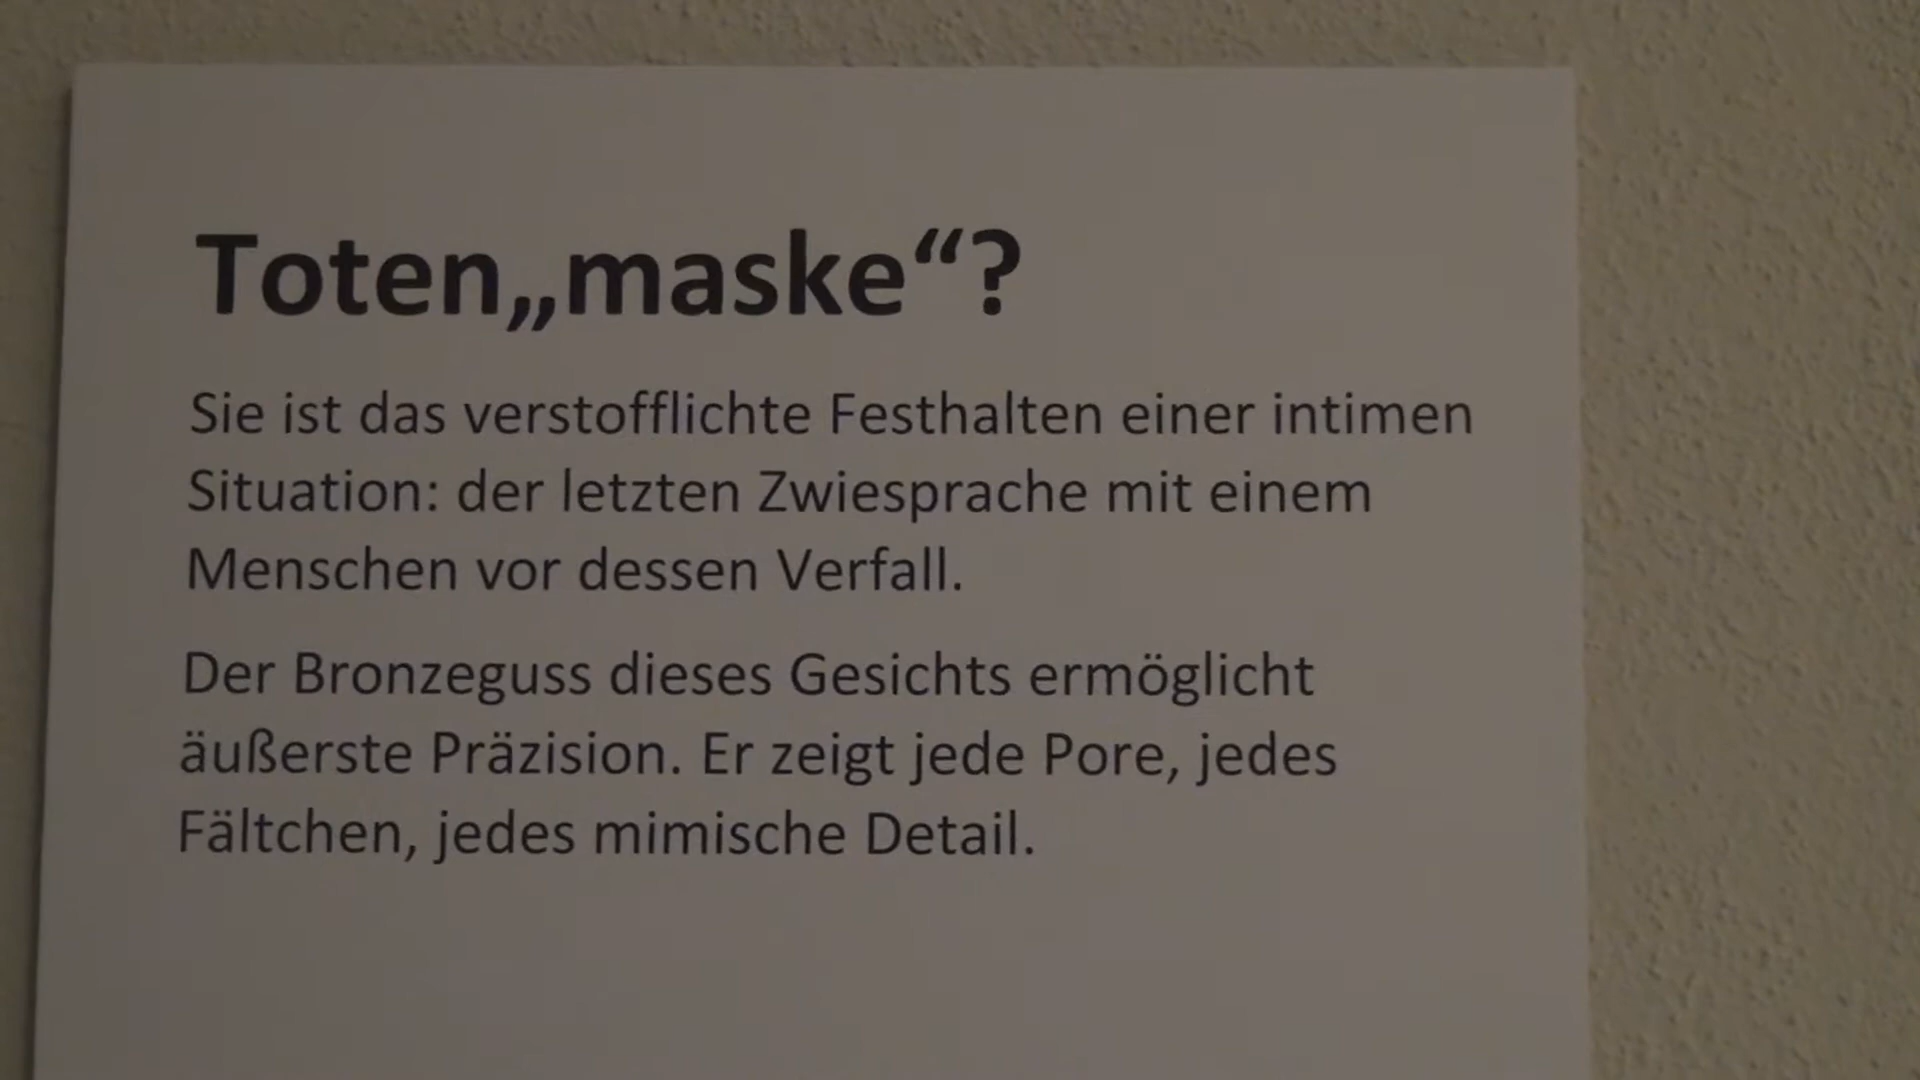 Toten„maske“?
Sie ist das verstofflichte Festhalten einer intimen
Situation: der letzten Zwiesprache mit einem
Menschen vor dessen Verfall.
Der Bronzeguss dieses Gesichts ermöglicht
äußerste Präzision. Er zeigt jede Pore, jedes
Fältchen, jedes mimische Detail.